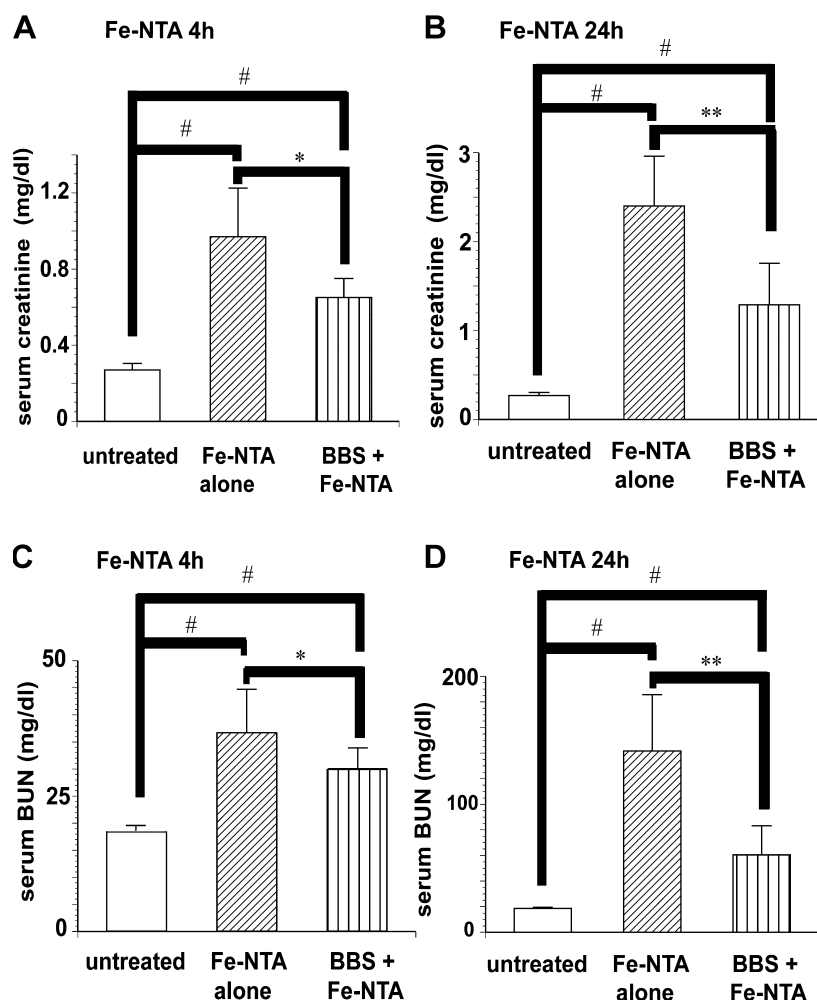 A
Fe-NTA 4h
#
#
*
serum creatinine (mg/dl)
1.2
0.8
0.4
0
untreated
Fe-NTA
alone
BBS +
Fe-NTA
B
Fe-NTA 24h
#
#
**
serum creatinine (mg/dl)
3
2
1
0
untreated
Fe-NTA
alone
BBS +
Fe-NTA
C
Fe-NTA 4h
#
#
*
serum BUN (mg/dl)
50
25
0
untreated
Fe-NTA
alone
BBS +
Fe-NTA
D
Fe-NTA 24h
#
#
**
serum BUN (mg/dl)
200
100
0
untreated
Fe-NTA
alone
BBS +
Fe-NTA